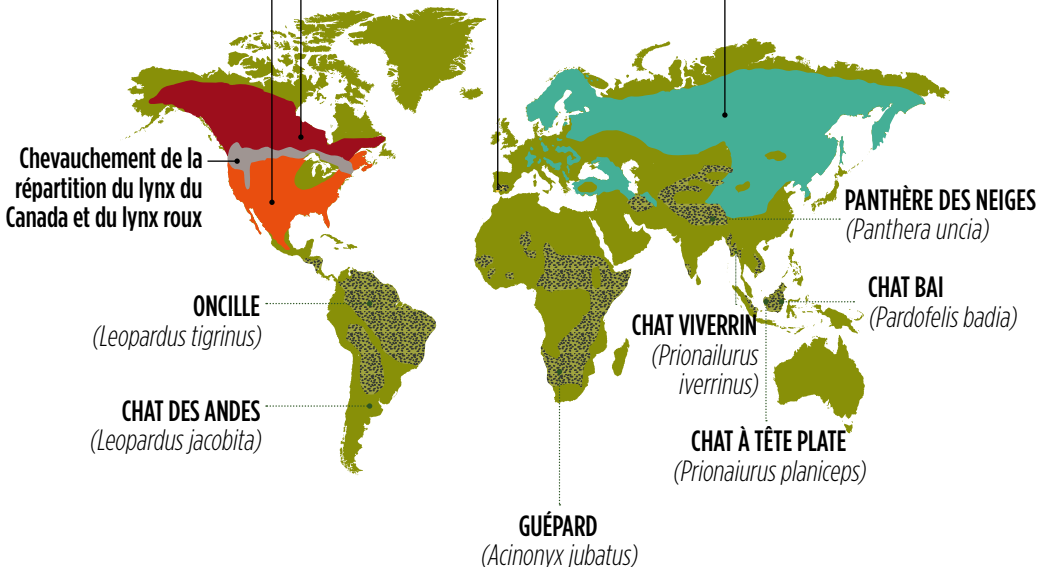 Chevauchement de la
répartition du lynx du
Canada et du lynx roux
PANTHÈRE DES NEIGES
(Panthera uncia)
ONCILLE
(Leopardus tigrinus)
CHAT BAI
(Pardofelis badia)
CHAT VIVERRIN
(Prionailurus
iverrinus)
CHAT DES ANDES
(Leopardus jacobita)
CHAT À TÊTE PLATE
(Prionaiurus planiceps)
GUÉPARD
(Acinonyx jubatus)